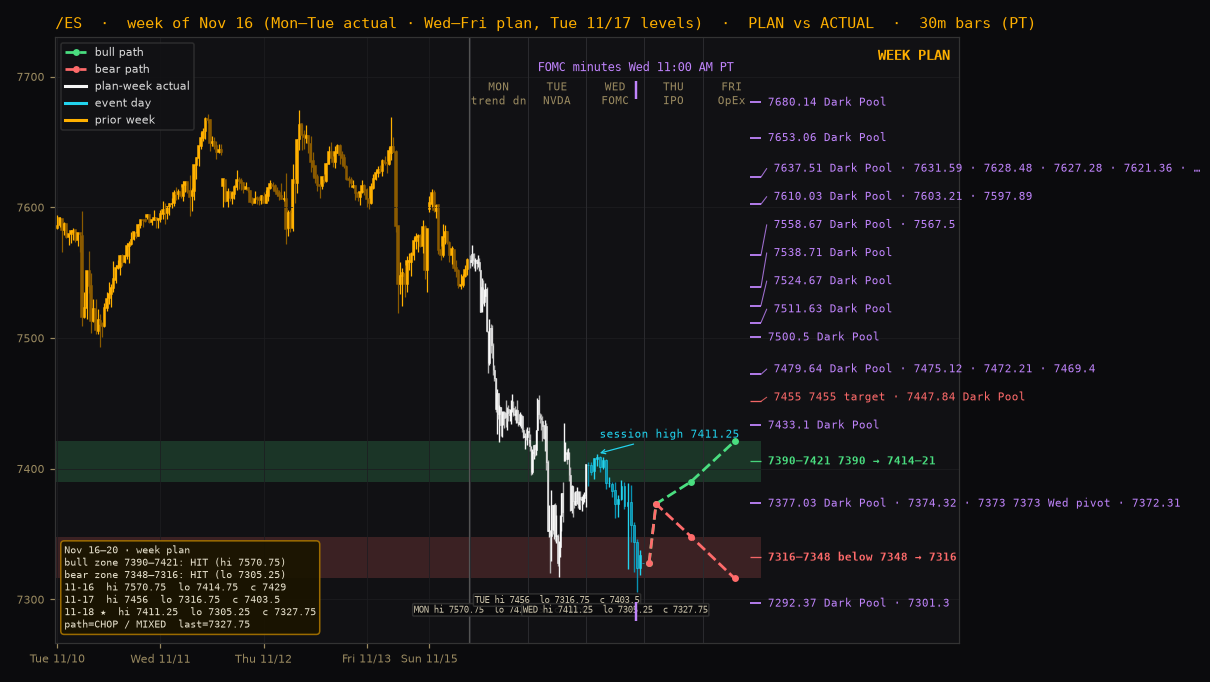 /ES · week of Nov 16 (Mon–Tue actual · Wed–Fri plan, Tue 11/17 levels) · PLAN vs ACTUAL · 30m bars (PT)
bull path
bear path
plan-week actual
event day
prior week
WEEK PLAN
FOMC minutes Wed 11:00 AM PT
MON
trend dn
TUE
NVDA
WED
FOMC
THU
IPO
FRI
OpEx
7700
7600
7500
7400
7300
7680.14 Dark Pool
7653.06 Dark Pool
7637.51 Dark Pool · 7631.59 · 7628.48 · 7627.28 · 7621.36 · …
7610.03 Dark Pool · 7603.21 · 7597.89
7558.67 Dark Pool · 7567.5
7538.71 Dark Pool
7524.67 Dark Pool
7511.63 Dark Pool
7500.5 Dark Pool
7479.64 Dark Pool · 7475.12 · 7472.21 · 7469.4
7455 7455 target · 7447.84 Dark Pool
7433.1 Dark Pool
session high 7411.25
7390–7421 7390 → 7414–21
7377.03 Dark Pool · 7374.32 · 7373 7373 Wed pivot · 7372.31
7316–7348 below 7348 → 7316
7292.37 Dark Pool · 7301.3
Nov 16–20 · week plan
bull zone 7390–7421: HIT (hi 7570.75)
bear zone 7348–7316: HIT (lo 7305.25)
11-16 hi 7570.75 lo 7414.75 c 7429
11-17 hi 7456 lo 7316.75 c 7403.5
11-18 ★ hi 7411.25 lo 7305.25 c 7327.75
path=CHOP / MIXED last=7327.75
TUE hi 7456 lo 7316.75 c 7403.5
MON hi 7570.75
WED hi 7411.25 lo 7305.25 c 7327.75
Tue 11/10
Wed 11/11
Thu 11/12
Fri 11/13
Sun 11/15